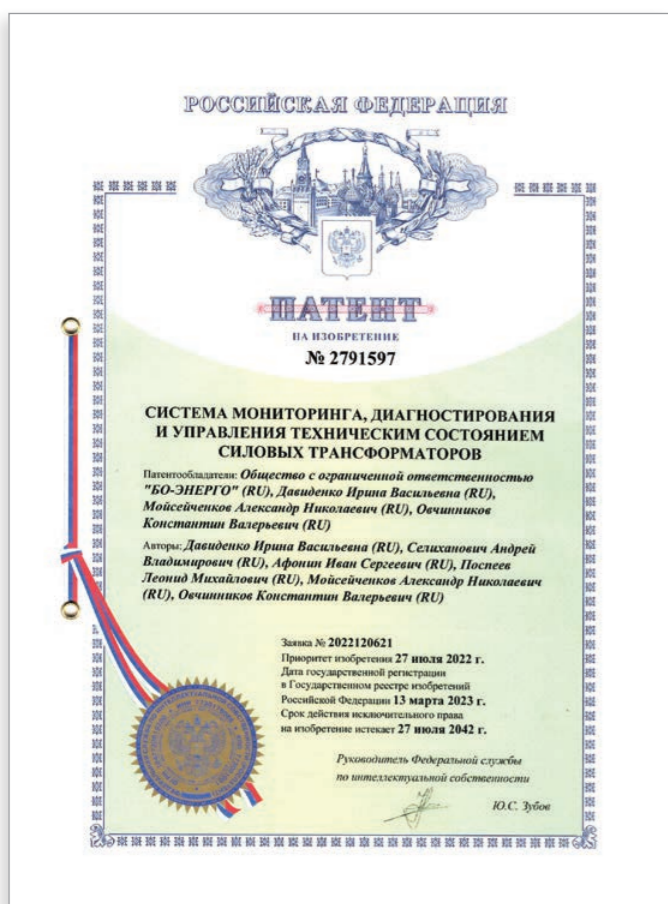 РОССИЙСКАЯ ФЕДЕРАЦИЯ
ПАТЕНТ
НА ИЗОБРЕТЕНИЕ
№ 2791597
СИСТЕМА МОНИТОРИНГА, ДИАГНОСТИРОВАНИЯ
И УПРАВЛЕНИЯ ТЕХНИЧЕСКИМ СОСТОЯНИЕМ
СИЛОВЫХ ТРАНСФОРМАТОРОВ
Патентообладатели: Общество с ограниченной ответственностью
"БО-ЭНЕРГО" (RU), Давиденко Ирина Васильевна (RU),
Мойсейченков Александр Николаевич (RU), Овчинников
Константин Валерьевич (RU)
Авторы: Давиденко Ирина Васильевна (RU), Селиханович Андрей
Владимирович (RU), Афонин Иван Сергеевич (RU), Поспеев
Леонид Михайлович (RU), Мойсейченков Александр Николаевич
(RU), Овчинников Константин Валерьевич (RU)
Заявка № 2022120621
Приоритет изобретения 27 июля 2022 г.
Дата государственной регистрации
в Государственном реестре изобретений
Российской Федерации 13 марта 2023 г.
Срок действия исключительного права
на изобретение истекает 27 июля 2042 г.
Руководитель Федеральной службы
по интеллектуальной собственности
Ю.С. Зубов